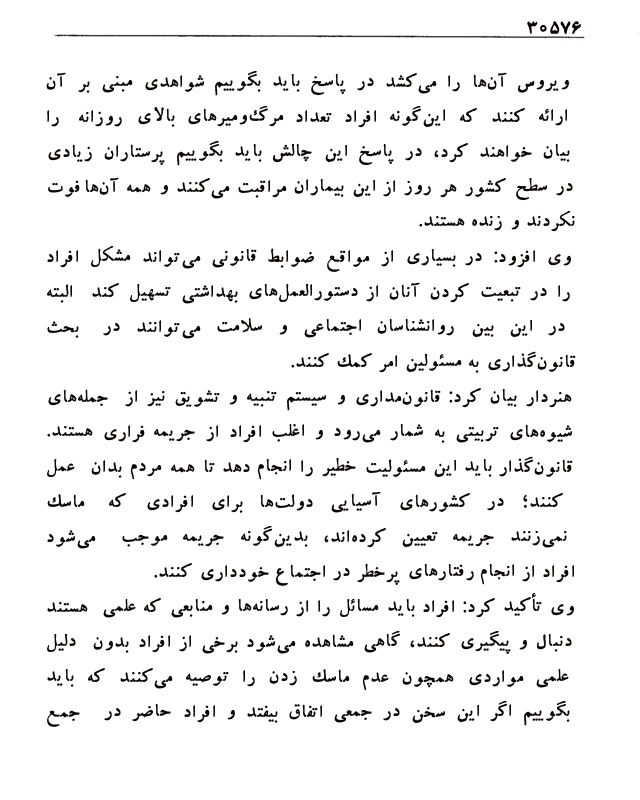 ۳۰۵۷۶
ویروس آن‌ها را می‌کشد در پاسخ باید بگوییم شواهدی مبنی بر آن
ارائه کنند که این‌گونه افراد تعداد مرگ‌ومیرهای بالای روزانه را
بیان خواهند کرد، در پاسخ این چالش باید بگوییم پرستاران زیادی
در سطح کشور هر روز از این بیماران مراقبت می‌کنند و همه آن‌ها فوت
نکردند و زنده هستند.
وی افزود: در بسیاری از مواقع ضوابط قانونی می‌تواند مشکل افراد
را در تبعیت کردن آنان از دستورالعمل‌های بهداشتی تسهیل کند البته
در این بین روانشناسان اجتماعی و سلامت می‌توانند در بحث
قانون‌گذاری به مسئولین امر کمک کنند.
هنردار بیان کرد: قانون‌مداری و سیستم تنبیه و تشویق نیز از جمله‌های
شیوه‌های تربیتی به شمار می‌رود و اغلب افراد از جریمه فراری هستند.
قانون‌گذار باید این مسئولیت خطیر را انجام دهد تا همه مردم بدان عمل
کنند؛ در کشورهای آسیایی دولت‌ها برای افرادی که ماسک
نمی‌زنند جریمه تعیین کرده‌اند، بدین‌گونه جریمه موجب می‌شود
افراد از انجام رفتارهای پرخطر در اجتماع خودداری کنند.
وی تأکید کرد: افراد باید مسائل را از رسانه‌ها و منابعی که علمی هستند
دنبال و پیگیری کنند، گاهی مشاهده می‌شود برخی از افراد بدون دلیل
علمی مواردی همچون عدم ماسک زدن را توصیه می‌کنند که باید
بگوییم اگر این سخن در جمعی اتفاق بیفتد و افراد حاضر در جمع